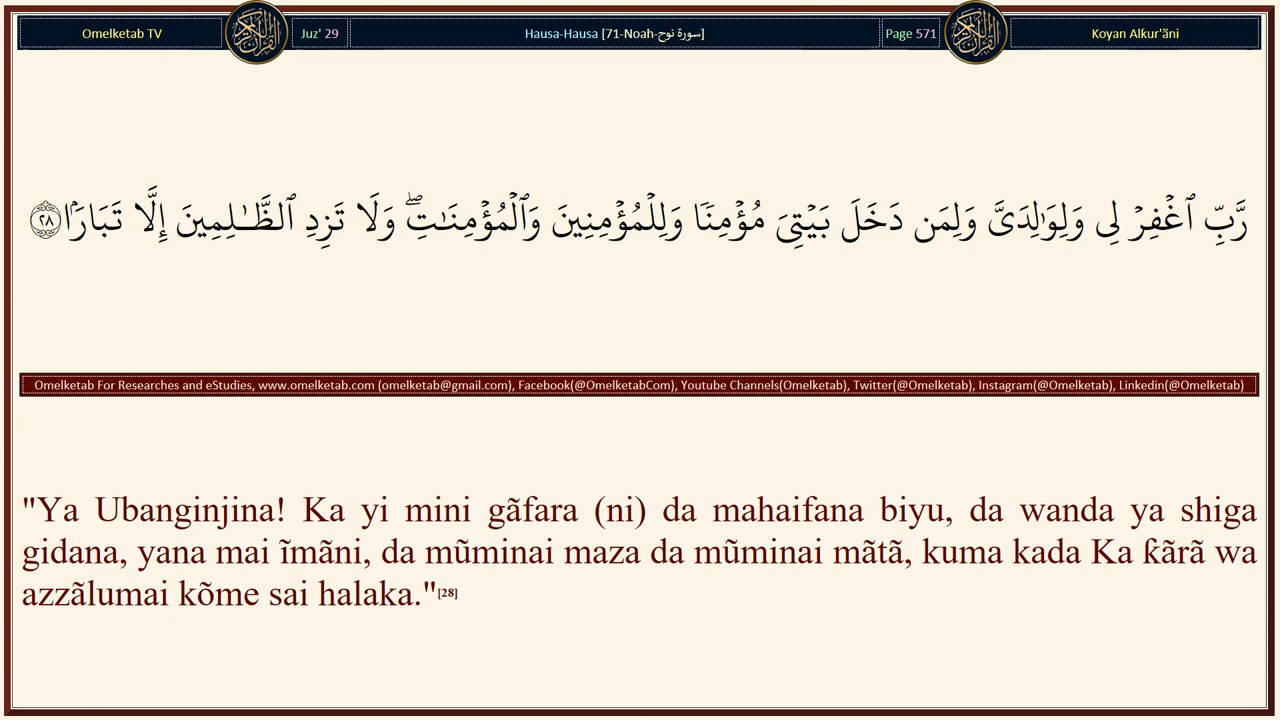 Omelketab TV
Juz' 29
Hausa-Hausa [71-Noah-سورة نوح]
Page 571
Koyan Alƙur'ãni
رَّبِّ ٱغۡفِرۡ لِي وَلِوَٰلِدَيَّ وَلِمَن دَخَلَ بَيۡتِيَ مُؤۡمِنٗا وَلِلۡمُؤۡمِنِينَ وَٱلۡمُؤۡمِنَٰتِۖ وَلَا تَزِدِ ٱلظَّٰلِمِينَ إِلَّا تَبَارَۢا ٢٨
Omelketab For Researches and eStudies, www.omelketab.com (omelketab@gmail.com), Facebook(@OmelketabCom), Youtube Channels(Omelketab), Twitter(@Omelketab), Instagram(@Omelketab), Linkedin(@Omelketab)
"Ya Ubanginjina! Ka yi mini gãfara (ni) da mahaifana biyu, da wanda ya shiga
gidana, yana mai ĩmãni, da mũminai maza da mũminai mãtã, kuma kada Ka ƙãrã wa
azzãlumai kõme sai halaka."[28]